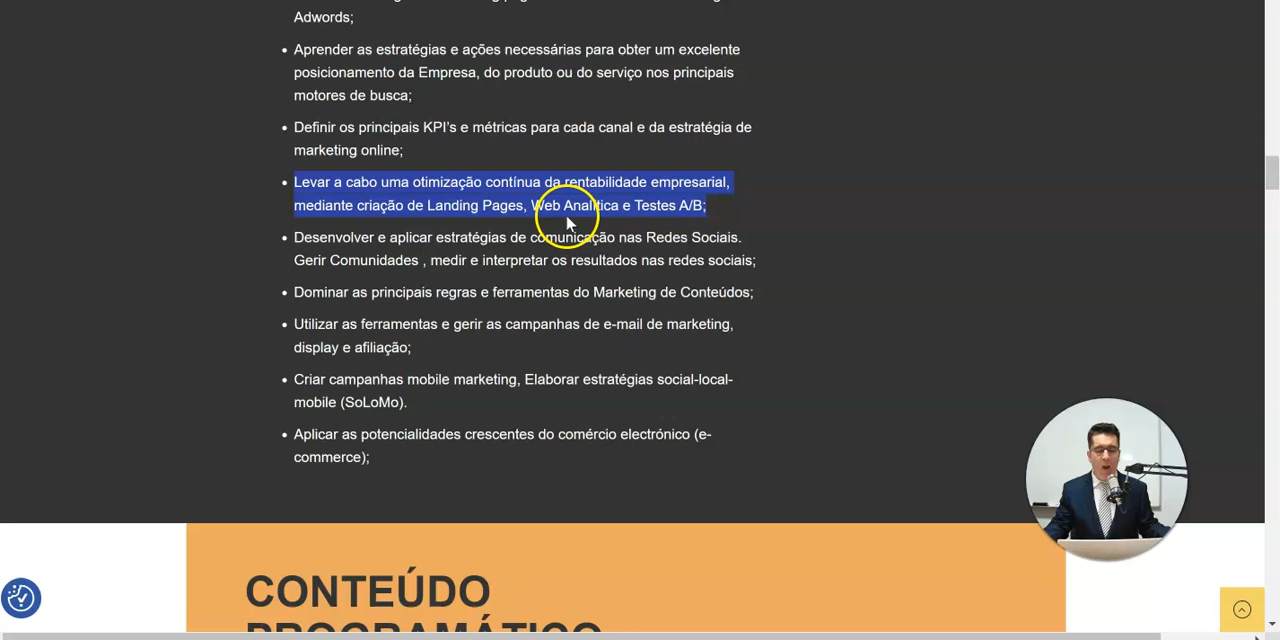 Adwords;
• Aprender as estratégias e ações necessárias para obter um excelente
posicionamento da Empresa, do produto ou do serviço nos principais
motores de busca;
• Definir os principais KPI's e métricas para cada canal e da estratégia de
marketing online;
• Levar a cabo uma otimização contínua da rentabilidade empresarial,
mediante criação de Landing Pages, Web Analítica e Testes A/B;
• Desenvolver e aplicar estratégias de comunicação nas Redes Sociais.
Gerir Comunidades , medir e interpretar os resultados nas redes sociais;
• Dominar as principais regras e ferramentas do Marketing de Conteúdos;
• Utilizar as ferramentas e gerir as campanhas de e-mail de marketing,
display e afiliação;
• Criar campanhas mobile marketing, Elaborar estratégias social-local-
mobile (SoLoMo).
• Aplicar as potencialidades crescentes do comércio electrónico (e-
commerce);
CONTEÚDO
PROGRAMÁTICO